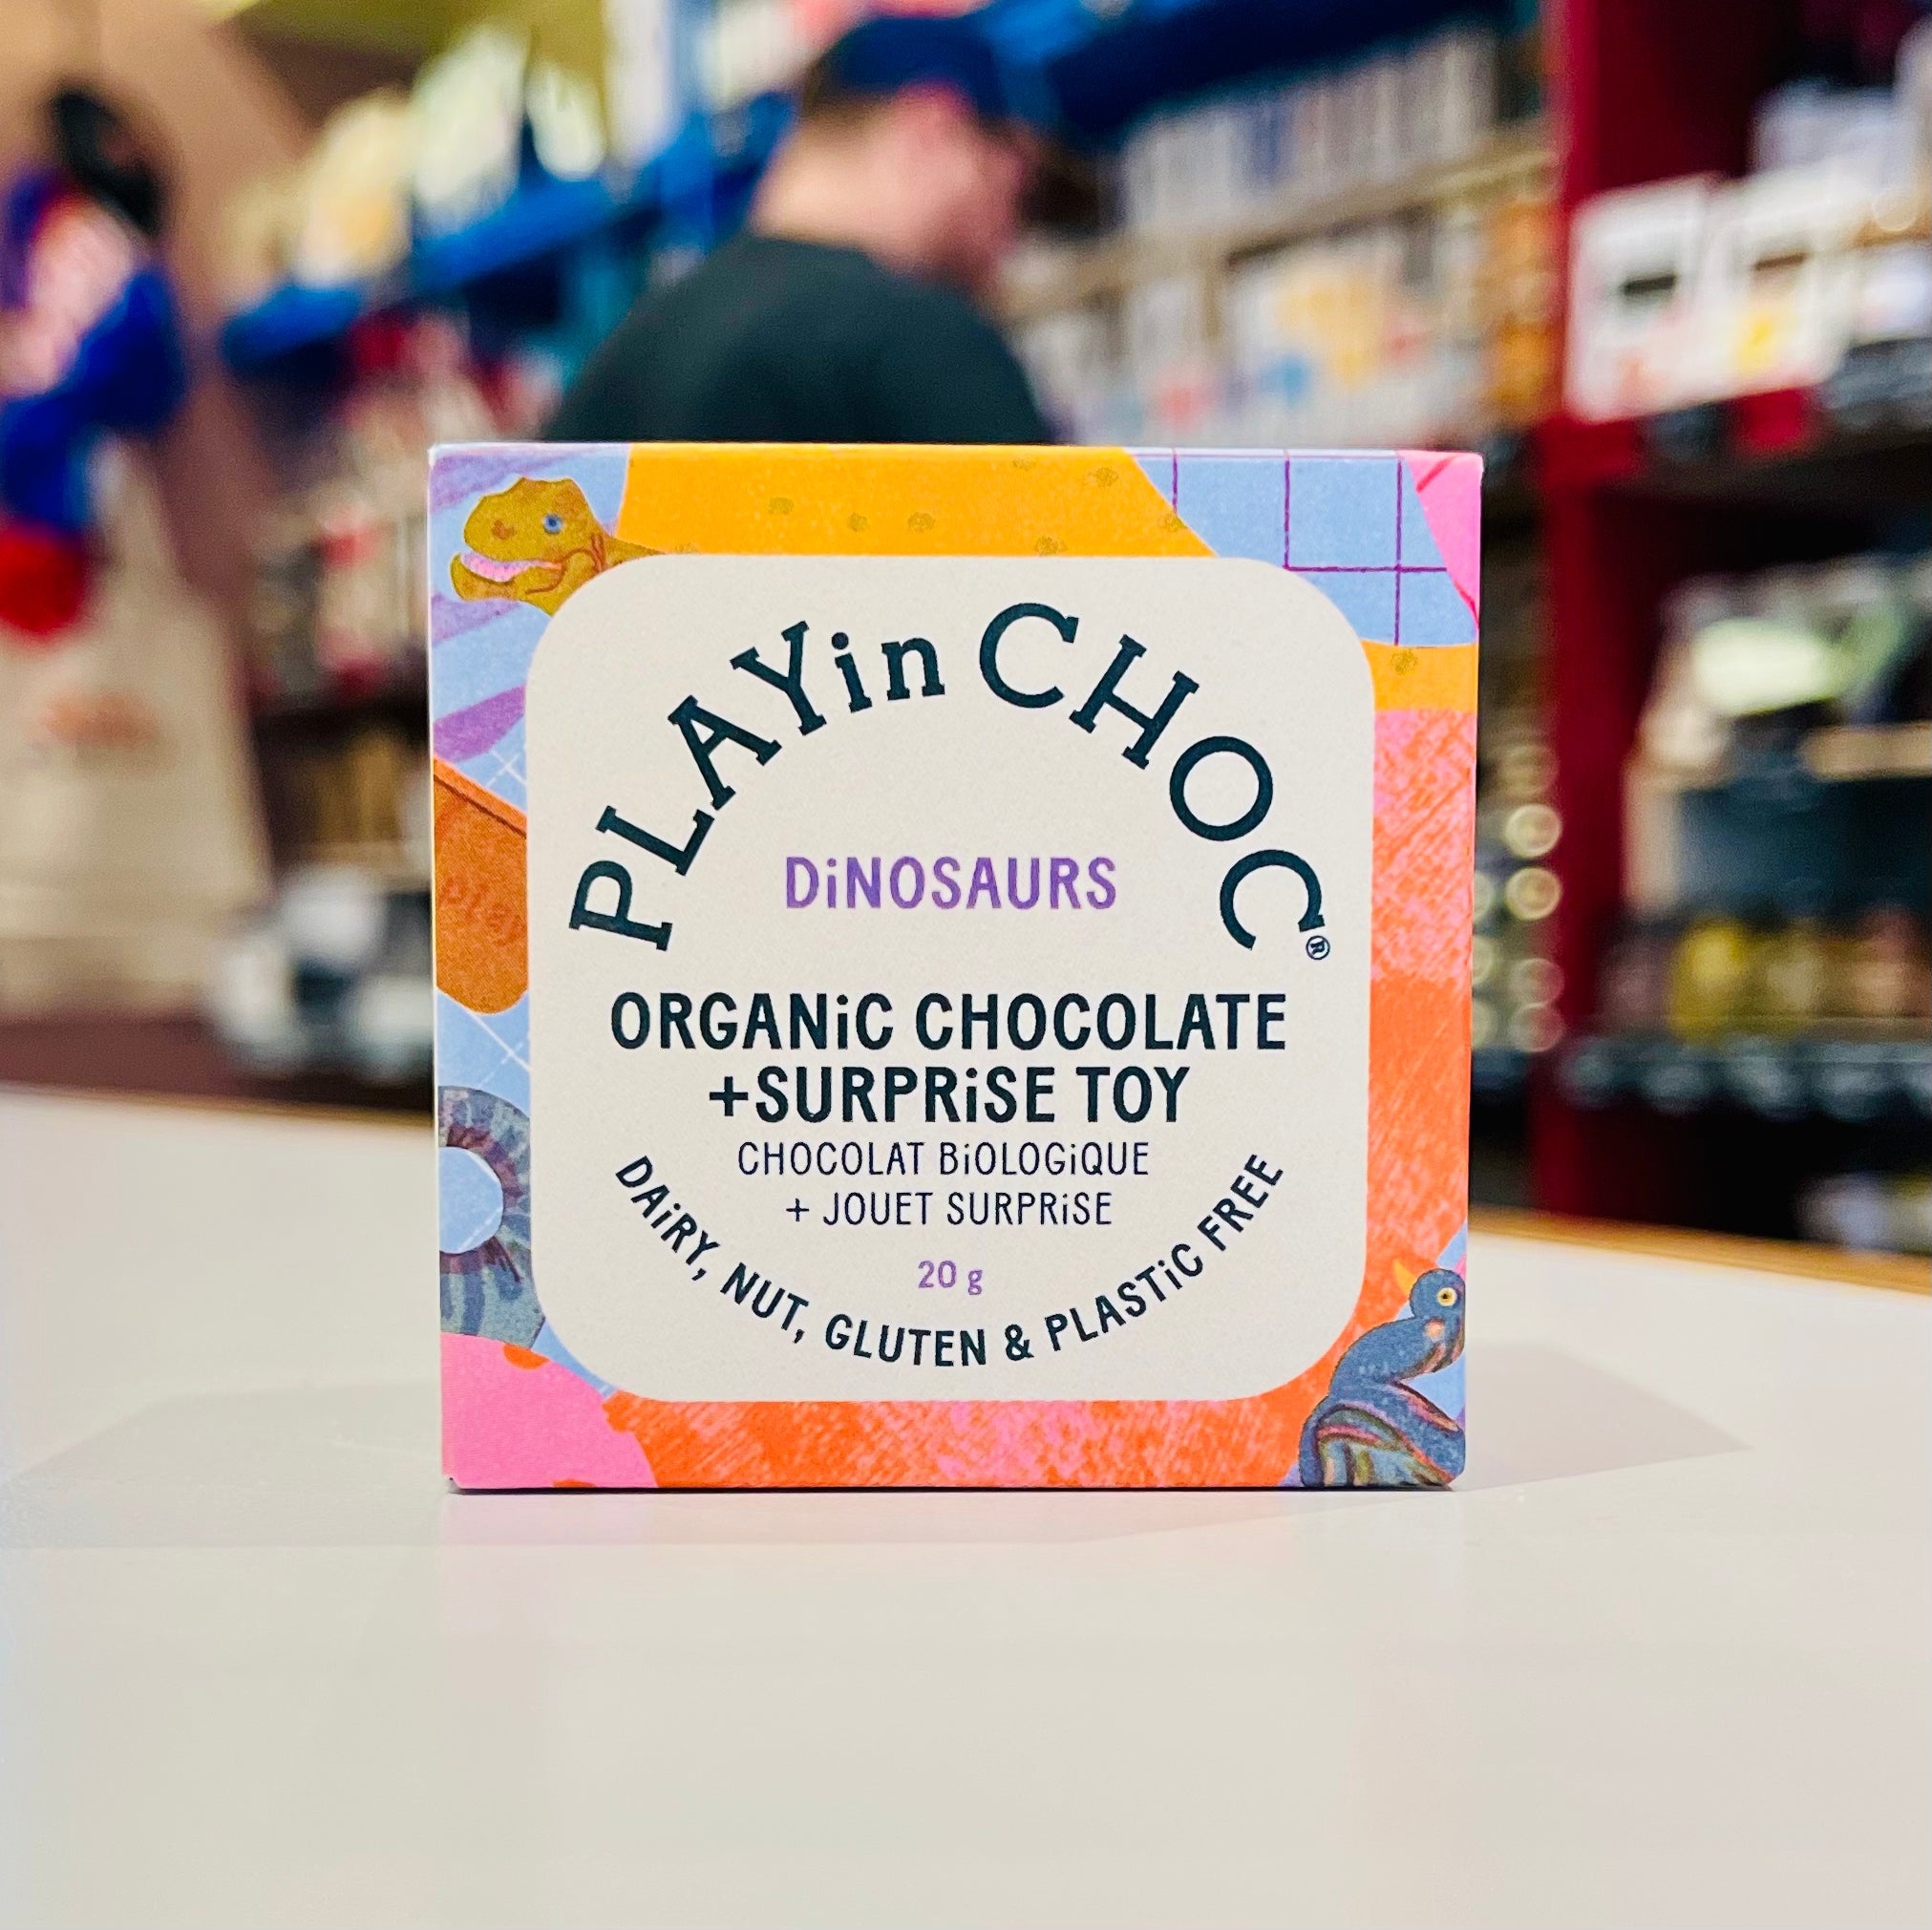 PLAYin CHOC®
DiNOSAURS
ORGANiC CHOCOLATE
+SURPRiSE TOY
CHOCOLAT BiOLOGiQUE
+ JOUET SURPRiSE
20 g
DAiRY, NUT, GLUTEN & PLASTiC FREE